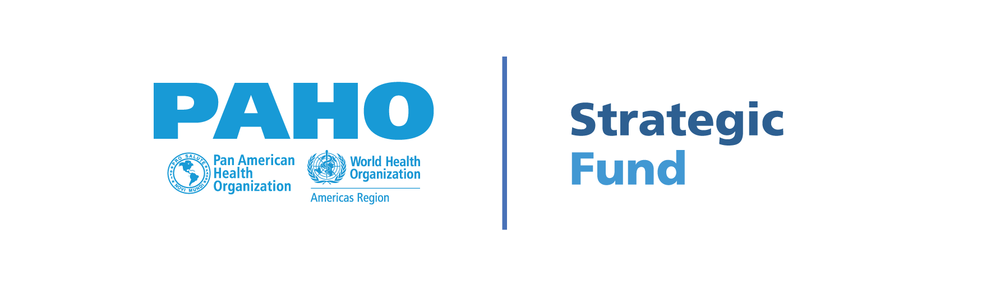 PAHO
PRO SALUTE
NOVI MUNDI
Pan American
Health
Organization
World Health
Organization
Americas Region
Strategic
Fund